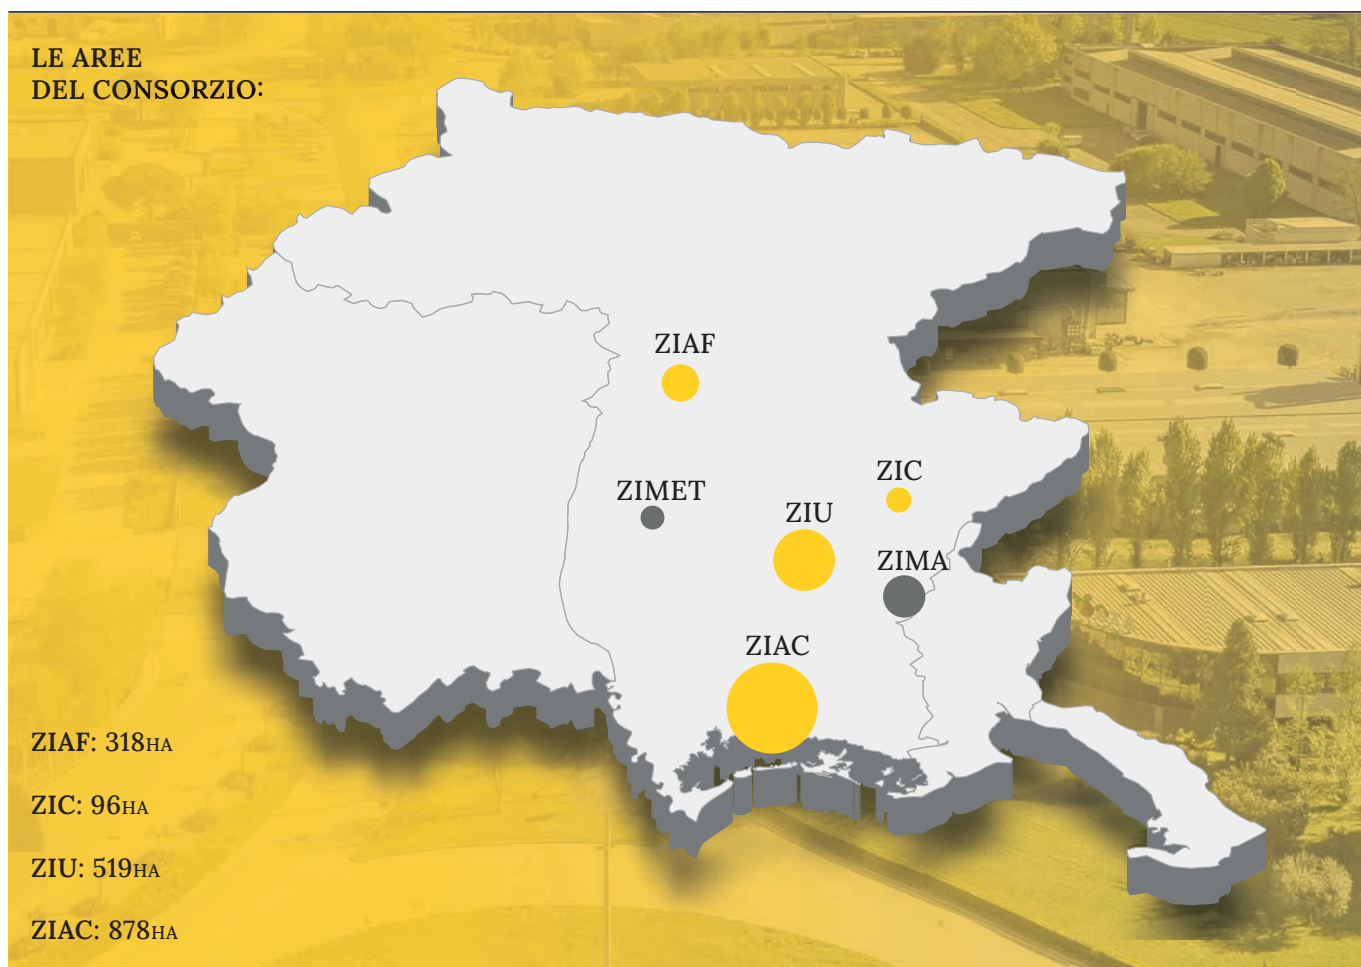 LE AREE
DEL CONSORZIO:
ZIAF
ZIC
ZIMET
ZIU
ZIMA
ZIAC
ZIAF: 318HA
ZIC: 96HA
ZIU: 519HA
ZIAC: 878HA